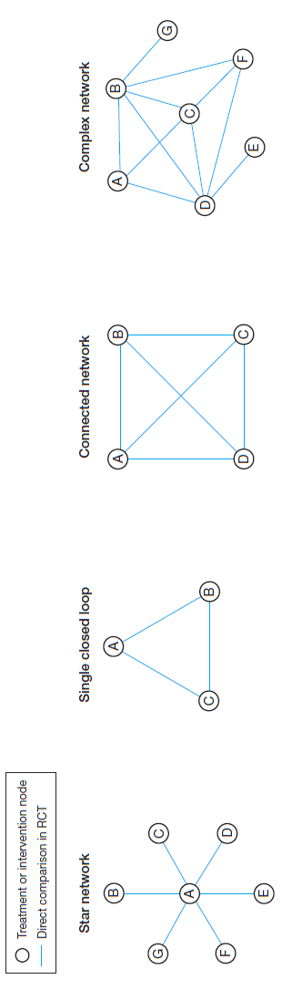 Treatment or intervention node
Direct comparison in RCT
Star network
B
G
C
A
F
D
E
Single closed loop
A
C
B
Connected network
A
B
D
C
Complex network
G
B
A
F
C
E
D